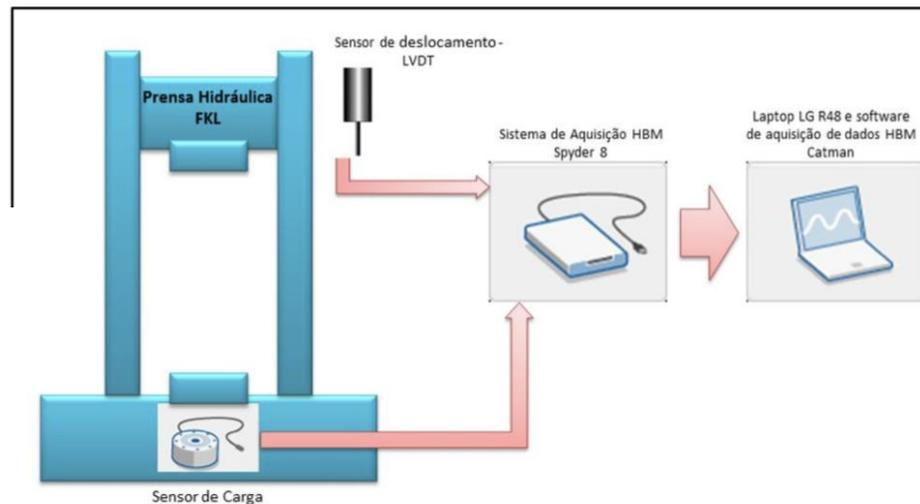 Sensor de deslocamento -
LVDT
Prensa Hidráulica
FKL
Sistema de Aquisição HBM
Spyder 8
Laptop LG R48 e software
de aquisição de dados HBM
Catman
Sensor de Carga